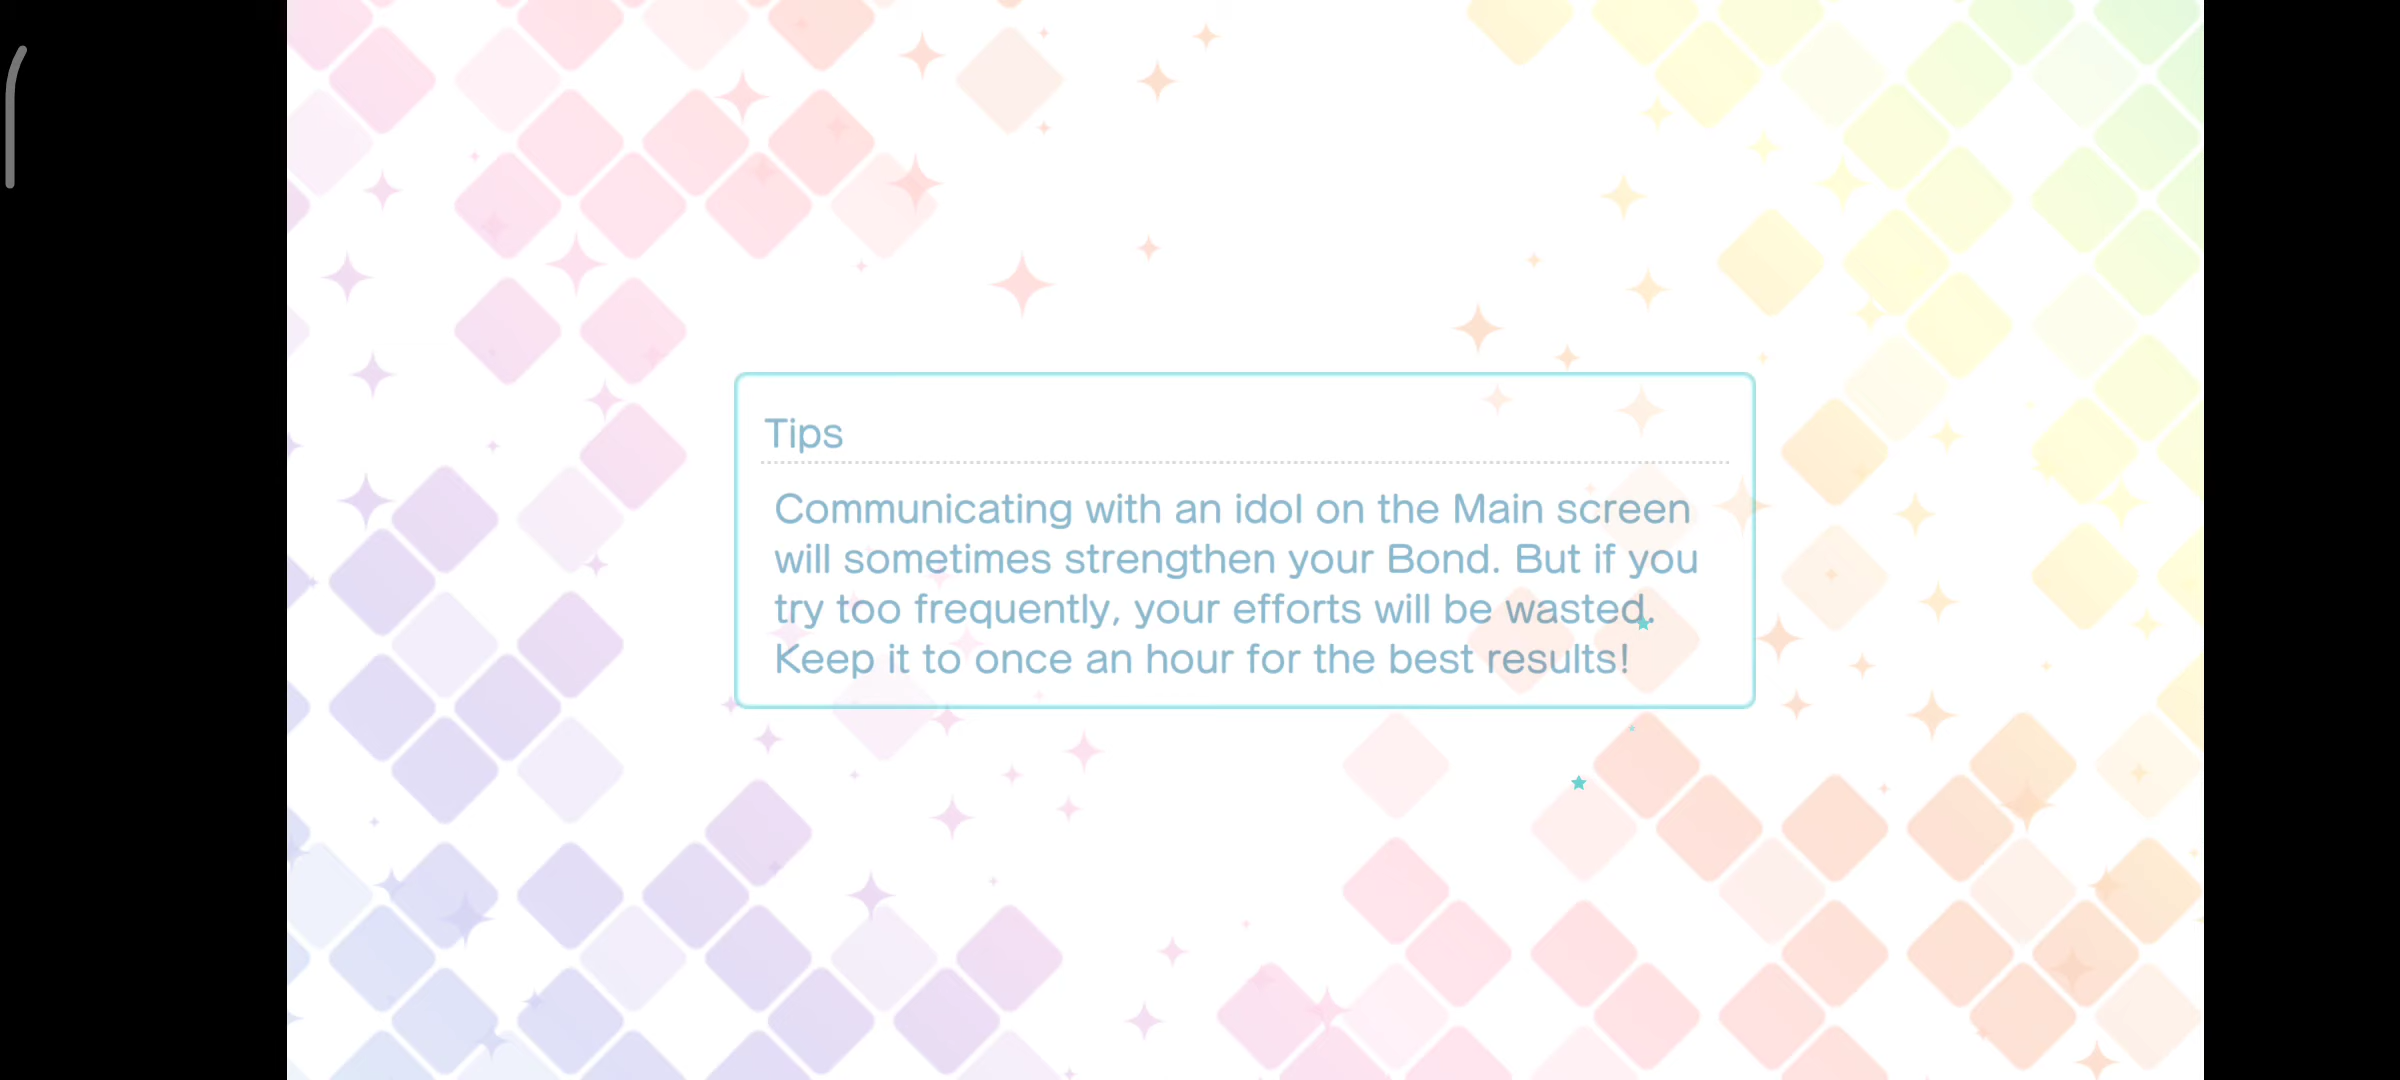 Tips
Communicating with an idol on the Main screen
will sometimes strengthen your Bond. But if you
try too frequently, your efforts will be wasted.
Keep it to once an hour for the best results!